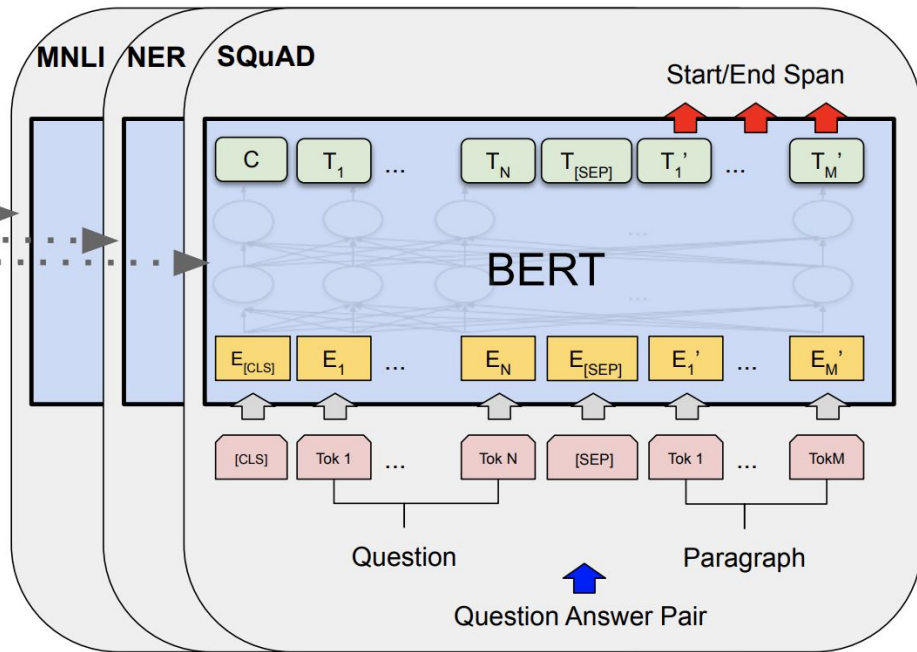 MNLI NER SQuAD
Start/End Span
C T1 ... TN T[SEP] T1’ ... TM’
...
BERT
...
E[CLS] E1 ... EN E[SEP] E1’ ... EM’
[CLS] Tok 1 ... Tok N [SEP] Tok 1 ... TokM
Question Paragraph
Question Answer Pair